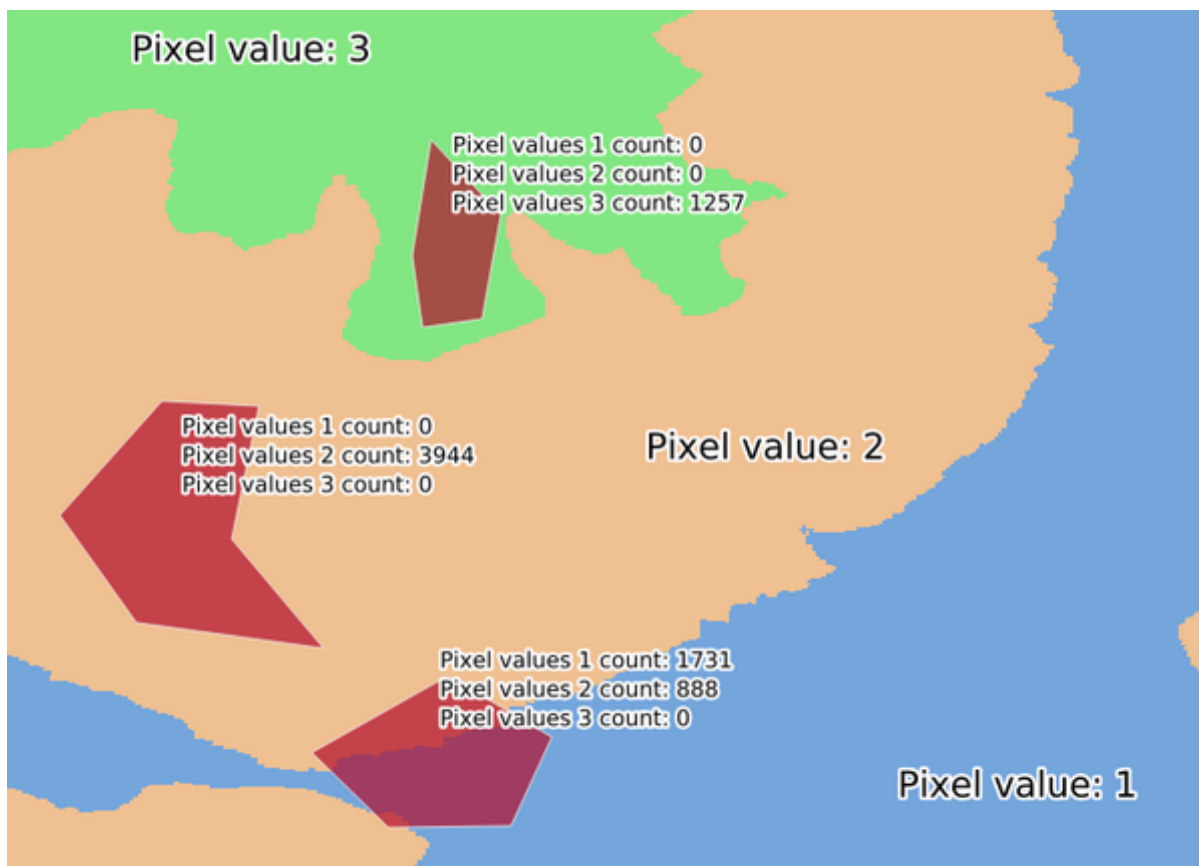 Pixel value: 3
Pixel values 1 count: 0
Pixel values 2 count: 0
Pixel values 3 count: 1257
Pixel values 1 count: 0
Pixel values 2 count: 3944
Pixel values 3 count: 0
Pixel value: 2
Pixel values 1 count: 1731
Pixel values 2 count: 888
Pixel values 3 count: 0
Pixel value: 1